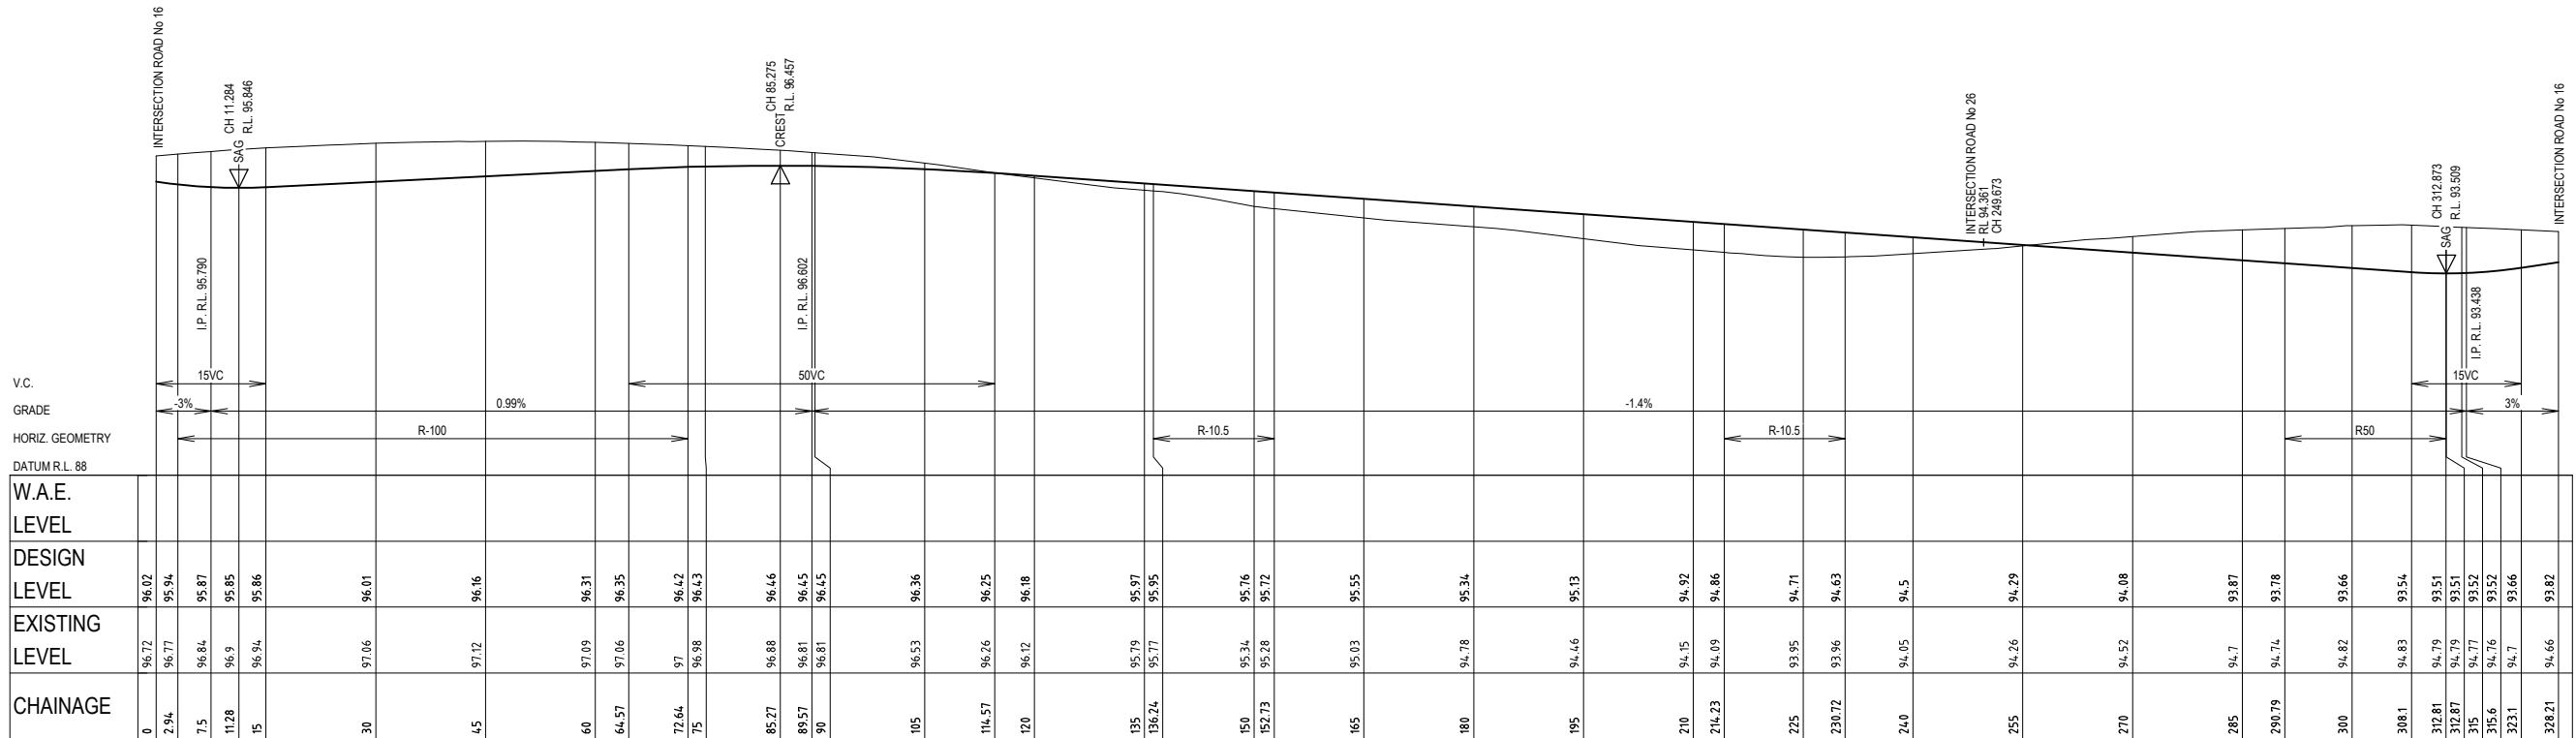 INTERSECTION ROAD No 16
CH 11.284
R.L. 95.846
SAG
CH 85.275
R.L. 96.457
CREST
INTERSECTION ROAD No 26
RL 94.361
CH 249.673
CH 312.873
R.L. 93.509
SAG
INTERSECTION ROAD No 16
I.P. R.L. 95.790
I.P. R.L. 96.602
I.P. R.L. 93.438
V.C. 15VC 50VC 15VC
GRADE -3% 0.99% -1.4% 3%
HORIZ. GEOMETRY R-100 R-10.5 R-10.5 R50
DATUM R.L. 88
W.A.E.
LEVEL
DESIGN
LEVEL 96.02 95.94 95.87 95.85 95.86 96.01 96.16 96.31 96.35 96.42 96.43 96.46 96.45 96.45 96.36 96.25 96.18 95.97 95.95 95.76 95.72 95.55 95.34 95.13 94.92 94.86 94.71 94.63 94.5 94.29 94.08 93.87 93.78 93.66 93.54 93.51 93.51 93.52 93.52 93.66 93.82
EXISTING
LEVEL 96.72 96.77 96.84 96.9 96.94 97.06 97.12 97.09 97.06 97 96.98 96.88 96.81 96.81 96.53 96.26 96.12 95.79 95.77 95.34 95.28 95.03 94.78 94.46 94.15 94.09 93.95 93.96 94.05 94.26 94.52 94.7 94.74 94.82 94.83 94.79 94.79 94.77 94.76 94.7 94.66
CHAINAGE 0 2.94 7.5 11.28 15 30 45 60 64.57 72.64 75 85.27 89.57 90 105 114.57 120 135 136.24 150 152.73 165 180 195 210 214.23 225 230.72 240 255 270 285 290.79 300 308.1 312.81 312.87 315 315.6 323.1 328.21